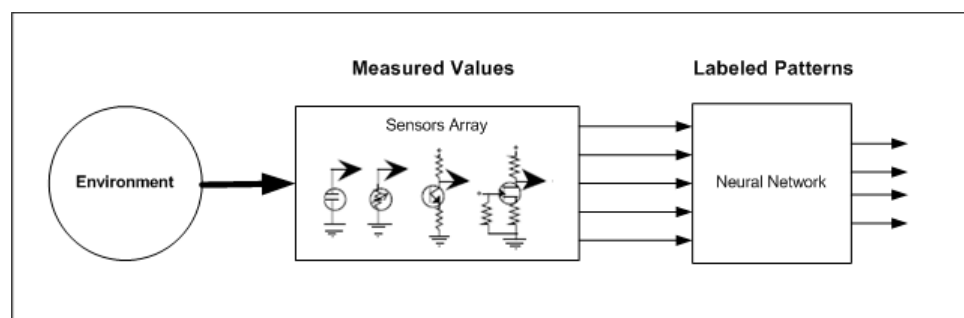 Measured Values
Labeled Patterns
Sensors Array
Environment
Neural Network